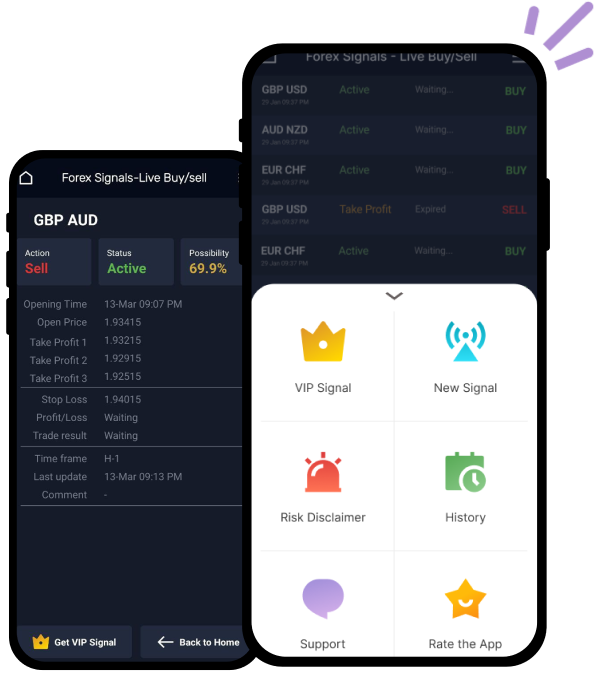 Forex Signals-Live Buy/sell
GBP AUD
Action
Sell
Status
Active
Possibility
69.9%
Opening Time 13-Mar 09:07 PM
Open Price 1.93415
Take Profit 1 1.93215
Take Profit 2 1.92915
Take Profit 3 1.92515
Stop Loss 1.94015
Profit/Loss Waiting
Trade result Waiting
Time frame H-1
Last update 13-Mar 09:13 PM
Comment -
Get VIP Signal
Back to Home
Forex Signals - Live Buy/Sell
GBP USD Active Waiting... BUY
29 Jan 09:07 PM
AUD NZD Active Waiting... BUY
29 Jan 09:07 PM
EUR CHF Active Waiting... BUY
29 Jan 09:07 PM
GBP USD Take Profit Expired SELL
29 Jan 09:07 PM
EUR CHF Active Waiting... BUY
29 Jan 09:07 PM
VIP Signal
New Signal
Risk Disclaimer
History
Support
Rate the App